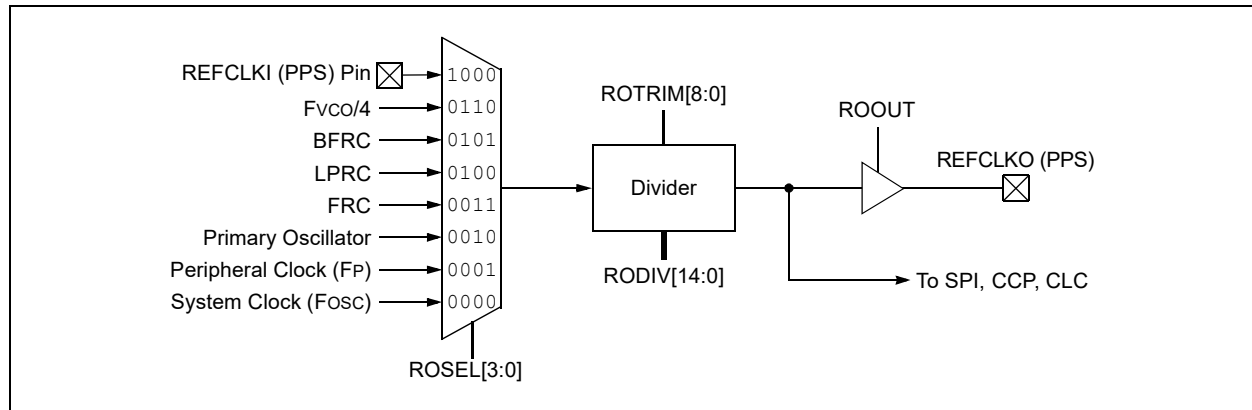 REFCLKI (PPS) Pin
1000
FVCO/4
0110
BFRC
0101
LPRC
0100
FRC
0011
Primary Oscillator
0010
Peripheral Clock (FP)
0001
System Clock (FOSC)
0000
ROSEL[3:0]
ROTRIM[8:0]
Divider
RODIV[14:0]
ROOUT
REFCLKO (PPS)
To SPI, CCP, CLC